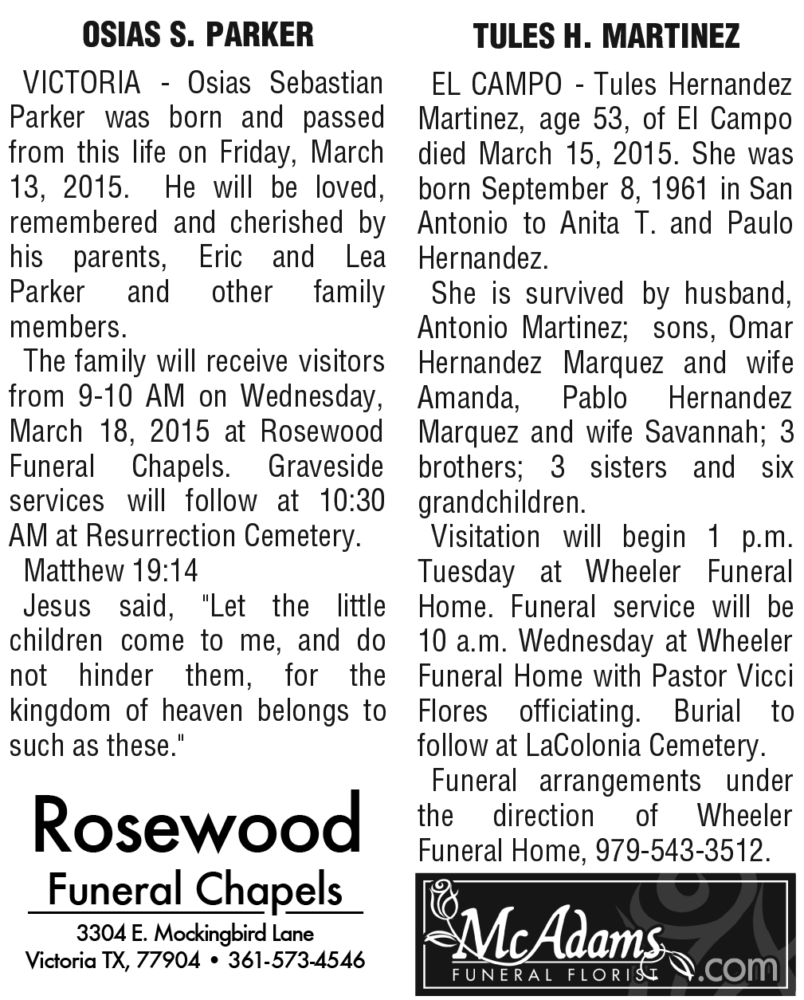 OSIAS S. PARKER
VICTORIA - Osias Sebastian
Parker was born and passed
from this life on Friday, March
13, 2015. He will be loved,
remembered and cherished by
his parents, Eric and Lea
Parker and other family
members.
The family will receive visitors
from 9-10 AM on Wednesday,
March 18, 2015 at Rosewood
Funeral Chapels. Graveside
services will follow at 10:30
AM at Resurrection Cemetery.
Matthew 19:14
Jesus said, "Let the little
children come to me, and do
not hinder them, for the
kingdom of heaven belongs to
such as these."
Rosewood
Funeral Chapels
3304 E. Mockingbird Lane
Victoria TX, 77904 • 361-573-4546
TULES H. MARTINEZ
EL CAMPO - Tules Hernandez
Martinez, age 53, of El Campo
died March 15, 2015. She was
born September 8, 1961 in San
Antonio to Anita T. and Paulo
Hernandez.
She is survived by husband,
Antonio Martinez; sons, Omar
Hernandez Marquez and wife
Amanda, Pablo Hernandez
Marquez and wife Savannah; 3
brothers; 3 sisters and six
grandchildren.
Visitation will begin 1 p.m.
Tuesday at Wheeler Funeral
Home. Funeral service will be
10 a.m. Wednesday at Wheeler
Funeral Home with Pastor Vicci
Flores officiating. Burial to
follow at LaColonia Cemetery.
Funeral arrangements under
the direction of Wheeler
Funeral Home, 979-543-3512.
McAdams
FUNERAL FLORIST .com